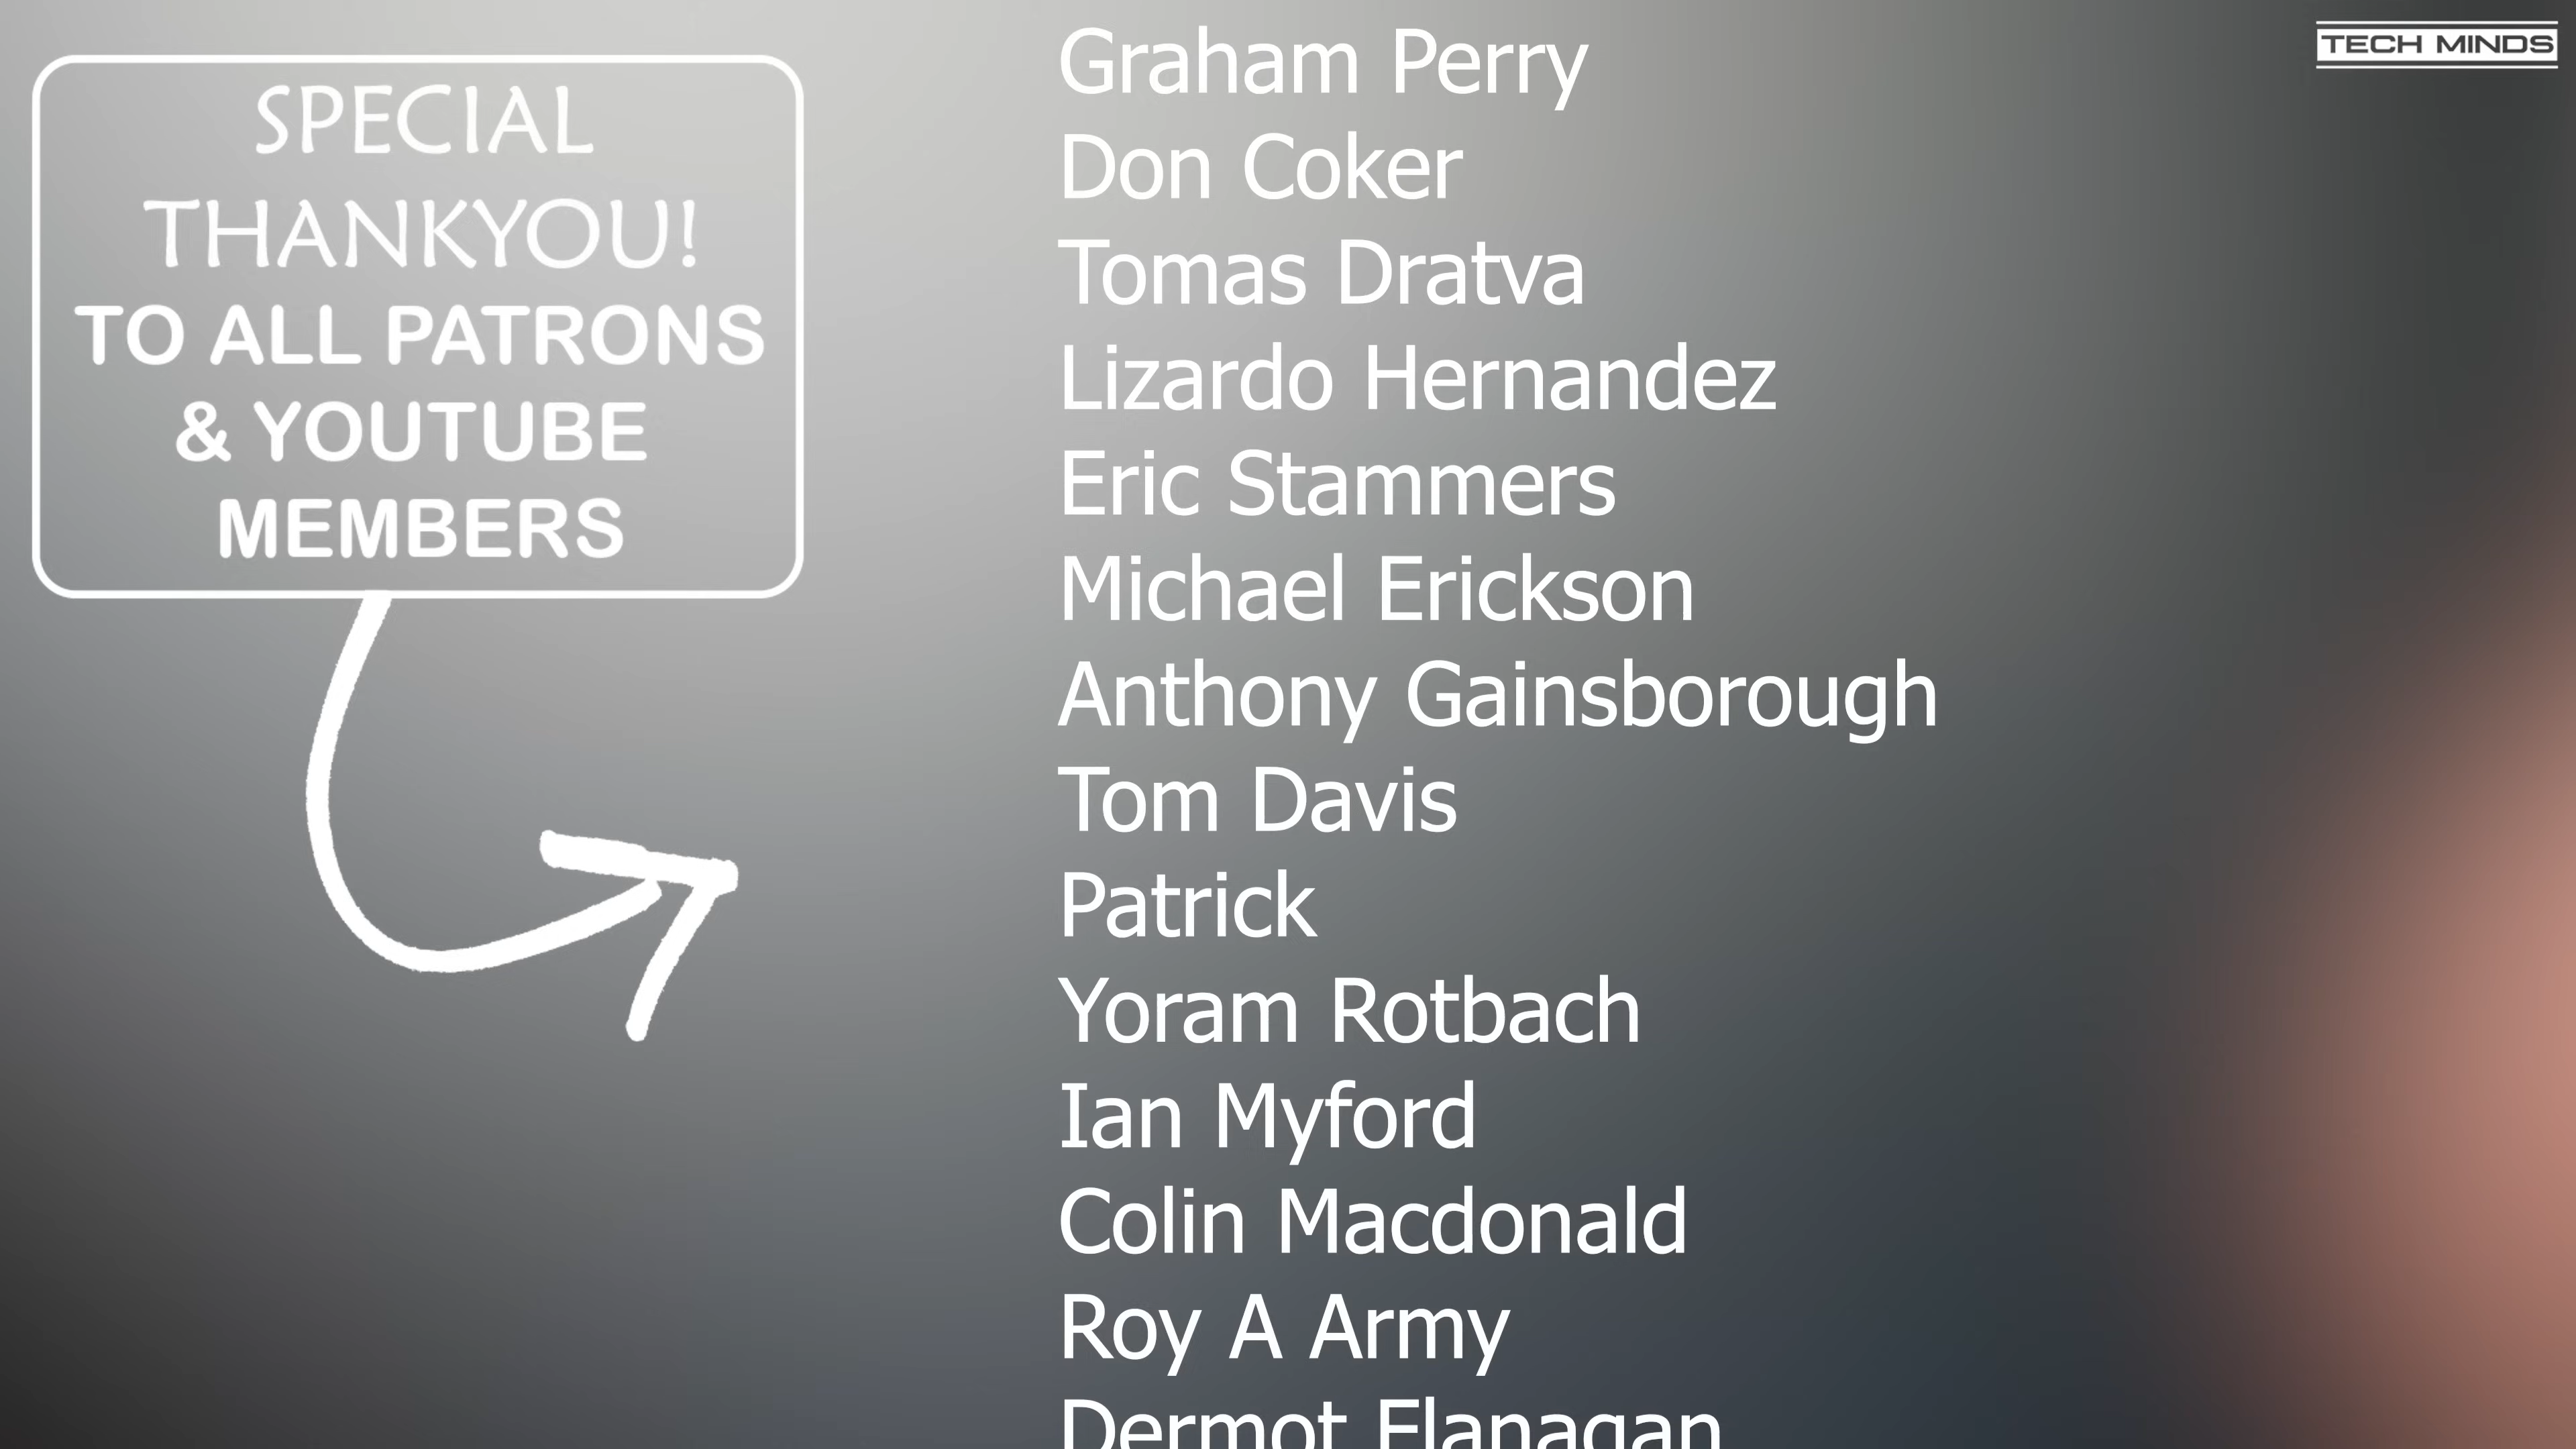 SPECIAL
THANKYOU!
TO ALL PATRONS
& YOUTUBE
MEMBERS
Graham Perry
Don Coker
Tomas Dratva
Lizardo Hernandez
Eric Stammers
Michael Erickson
Anthony Gainsborough
Tom Davis
Patrick
Yoram Rotbach
Ian Myford
Colin Macdonald
Roy A Army
Dermot Flanagan
TECH MINDS